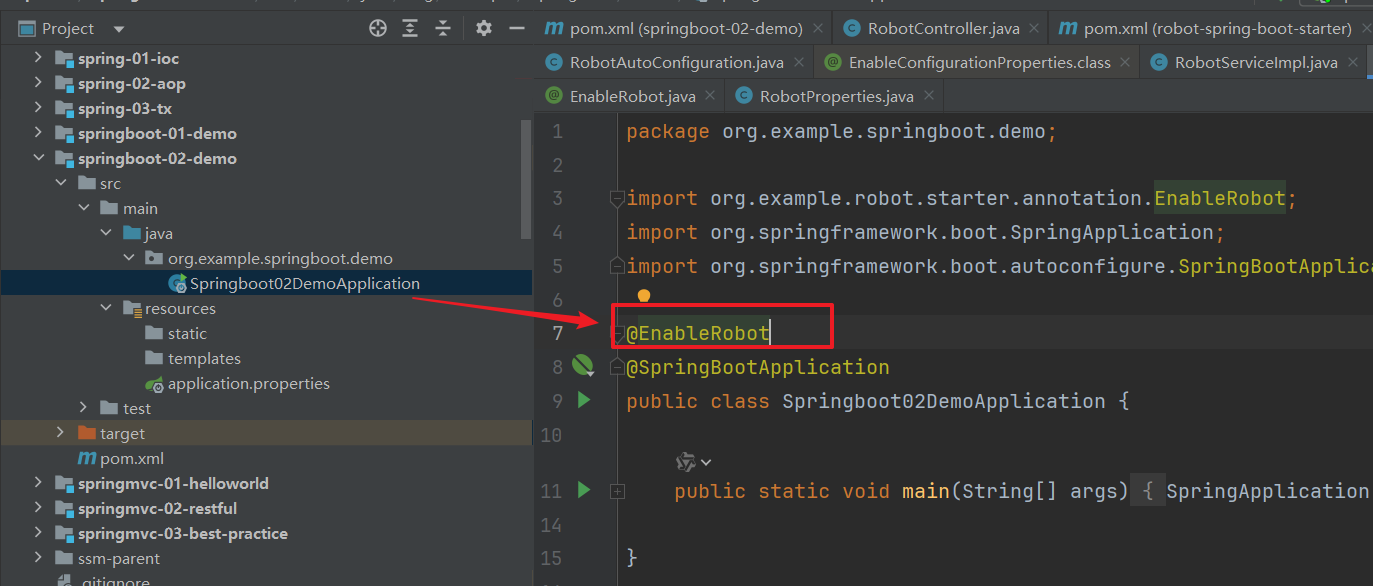 Project
spring-01-ioc
spring-02-aop
spring-03-tx
springboot-01-demo
springboot-02-demo
src
main
java
org.example.springboot.demo
Springboot02DemoApplication
resources
static
templates
application.properties
test
target
pom.xml
springmvc-01-helloworld
springmvc-02-restful
springmvc-03-best-practice
ssm-parent
.gitignore
pom.xml (springboot-02-demo)
RobotController.java
pom.xml (robot-spring-boot-starter)
RobotAutoConfiguration.java
EnableConfigurationProperties.class
RobotServiceImpl.java
EnableRobot.java
RobotProperties.java
1 package org.example.springboot.demo;
2
3 import org.example.robot.starter.annotation.EnableRobot;
4 import org.springframework.boot.SpringApplication;
5 import org.springframework.boot.autoconfigure.SpringBootApplica
6
7 @EnableRobot
8 @SpringBootApplication
9 public class Springboot02DemoApplication {
10
11 public static void main(String[] args) { SpringApplication
14
15 }